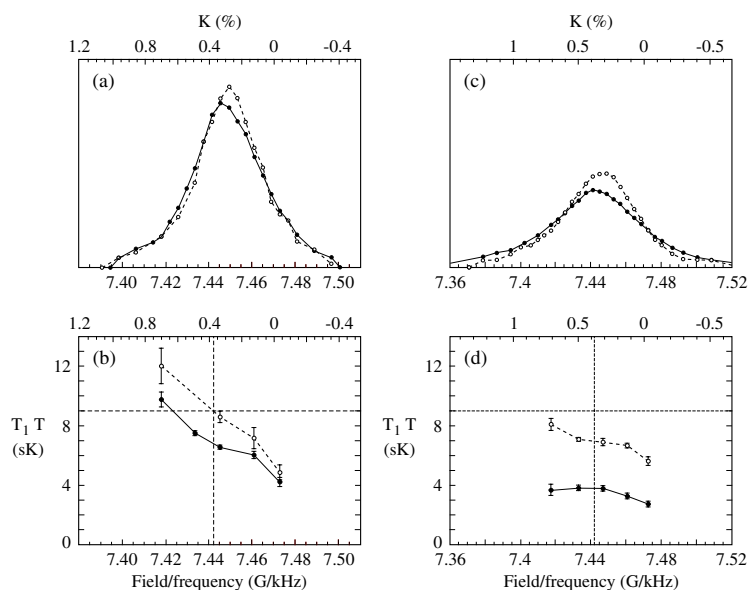 K (%)
1.2 0.8 0.4 0 -0.4
(a)
7.40 7.42 7.44 7.46 7.48 7.50
K (%)
1 0.5 0 -0.5
(c)
7.36 7.4 7.44 7.48 7.52
1.2 0.8 0.4 0 -0.4
(b)
12
8
4
0
T1 T
(sK)
7.40 7.42 7.44 7.46 7.48 7.50
Field/frequency (G/kHz)
1 0.5 0 -0.5
(d)
12
8
4
0
T1 T
(sK)
7.36 7.4 7.44 7.48 7.52
Field/frequency (G/kHz)